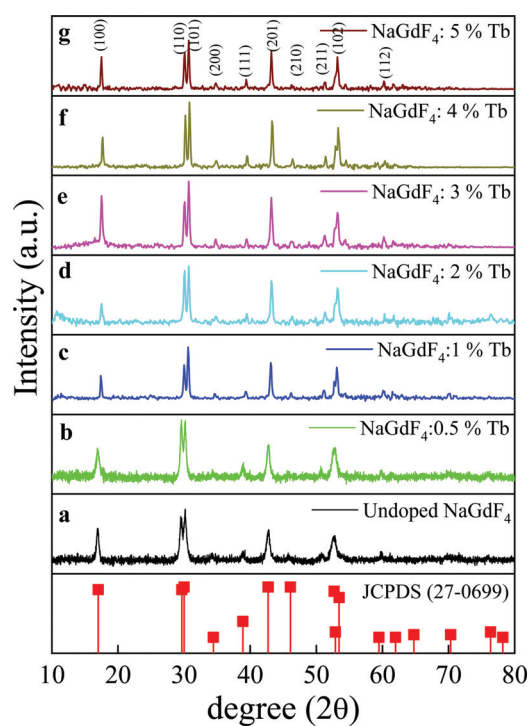 g
(100)
(110)
(101)
(200)
(111)
(201)
(210)
(211)
(102)
(112)
NaGdF₄: 5 % Tb
f
NaGdF₄: 4 % Tb
e
NaGdF₄: 3 % Tb
d
NaGdF₄: 2 % Tb
c
NaGdF₄:1 % Tb
b
NaGdF₄:0.5 % Tb
a
Undoped NaGdF₄
JCPDS (27-0699)
Intensity (a.u.)
10 20 30 40 50 60 70 80
degree (2θ)